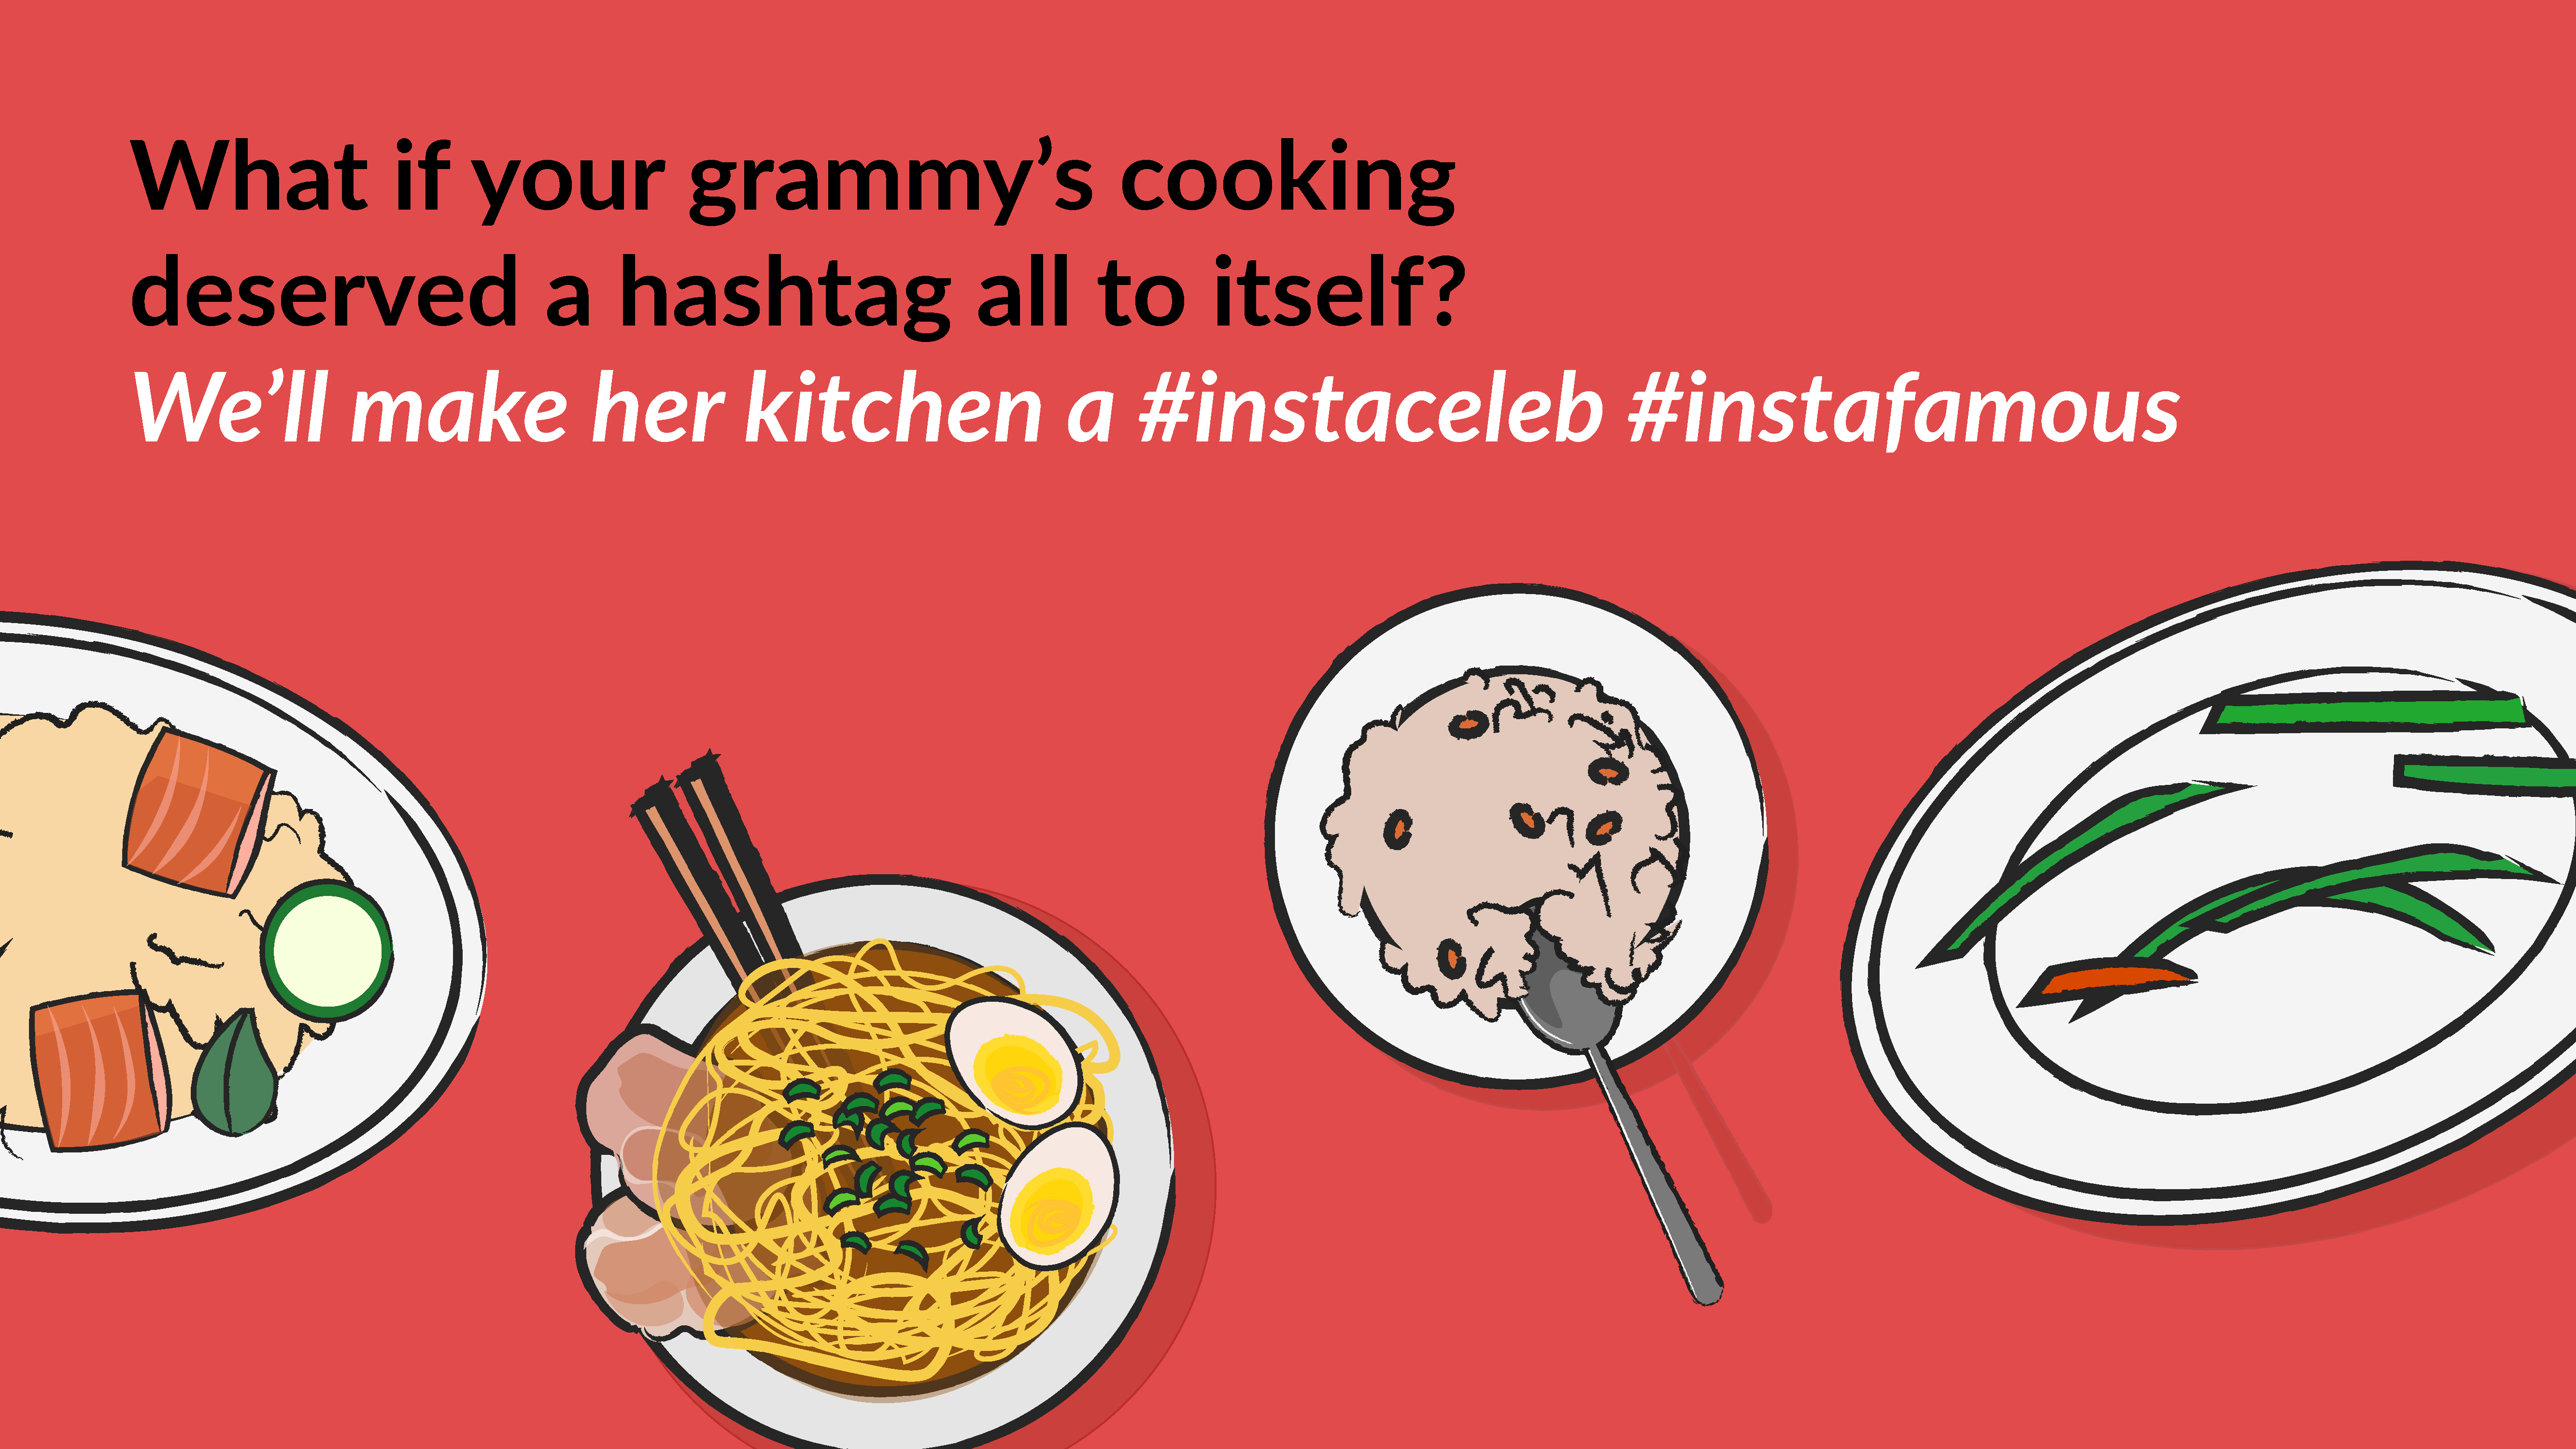 What if your grammy’s cooking
deserved a hashtag all to itself?
We’ll make her kitchen a #instaceleb #instafamous